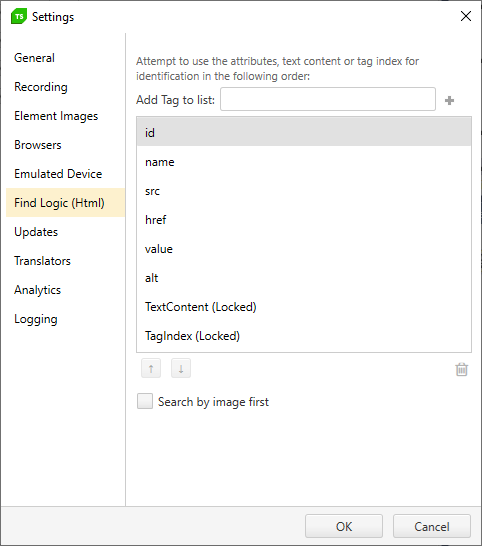 TS Settings
General
Recording
Element Images
Browsers
Emulated Device
Find Logic (Html)
Updates
Translators
Analytics
Logging
Attempt to use the attributes, text content or tag index for
identification in the following order:
Add Tag to list:
id
name
src
href
value
alt
TextContent (Locked)
TagIndex (Locked)
Search by image first
OK
Cancel